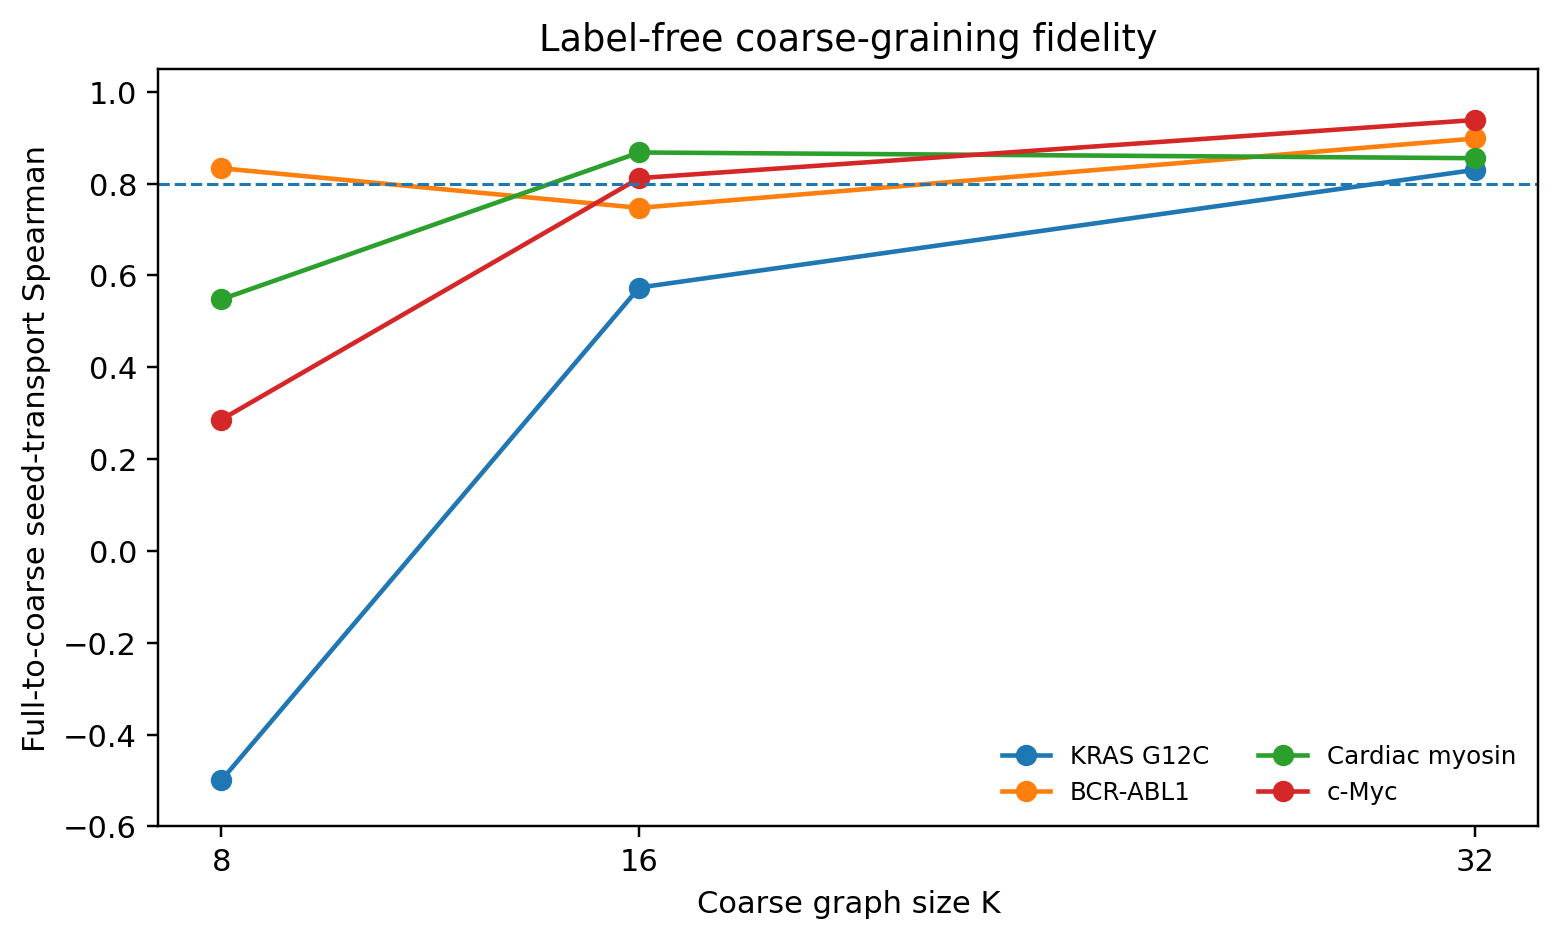 Label-free coarse-graining fidelity
Full-to-coarse seed-transport Spearman
1.0
0.8
0.6
0.4
0.2
0.0
−0.2
−0.4
−0.6
8 16 32
Coarse graph size K
KRAS G12C Cardiac myosin
BCR-ABL1 c-Myc